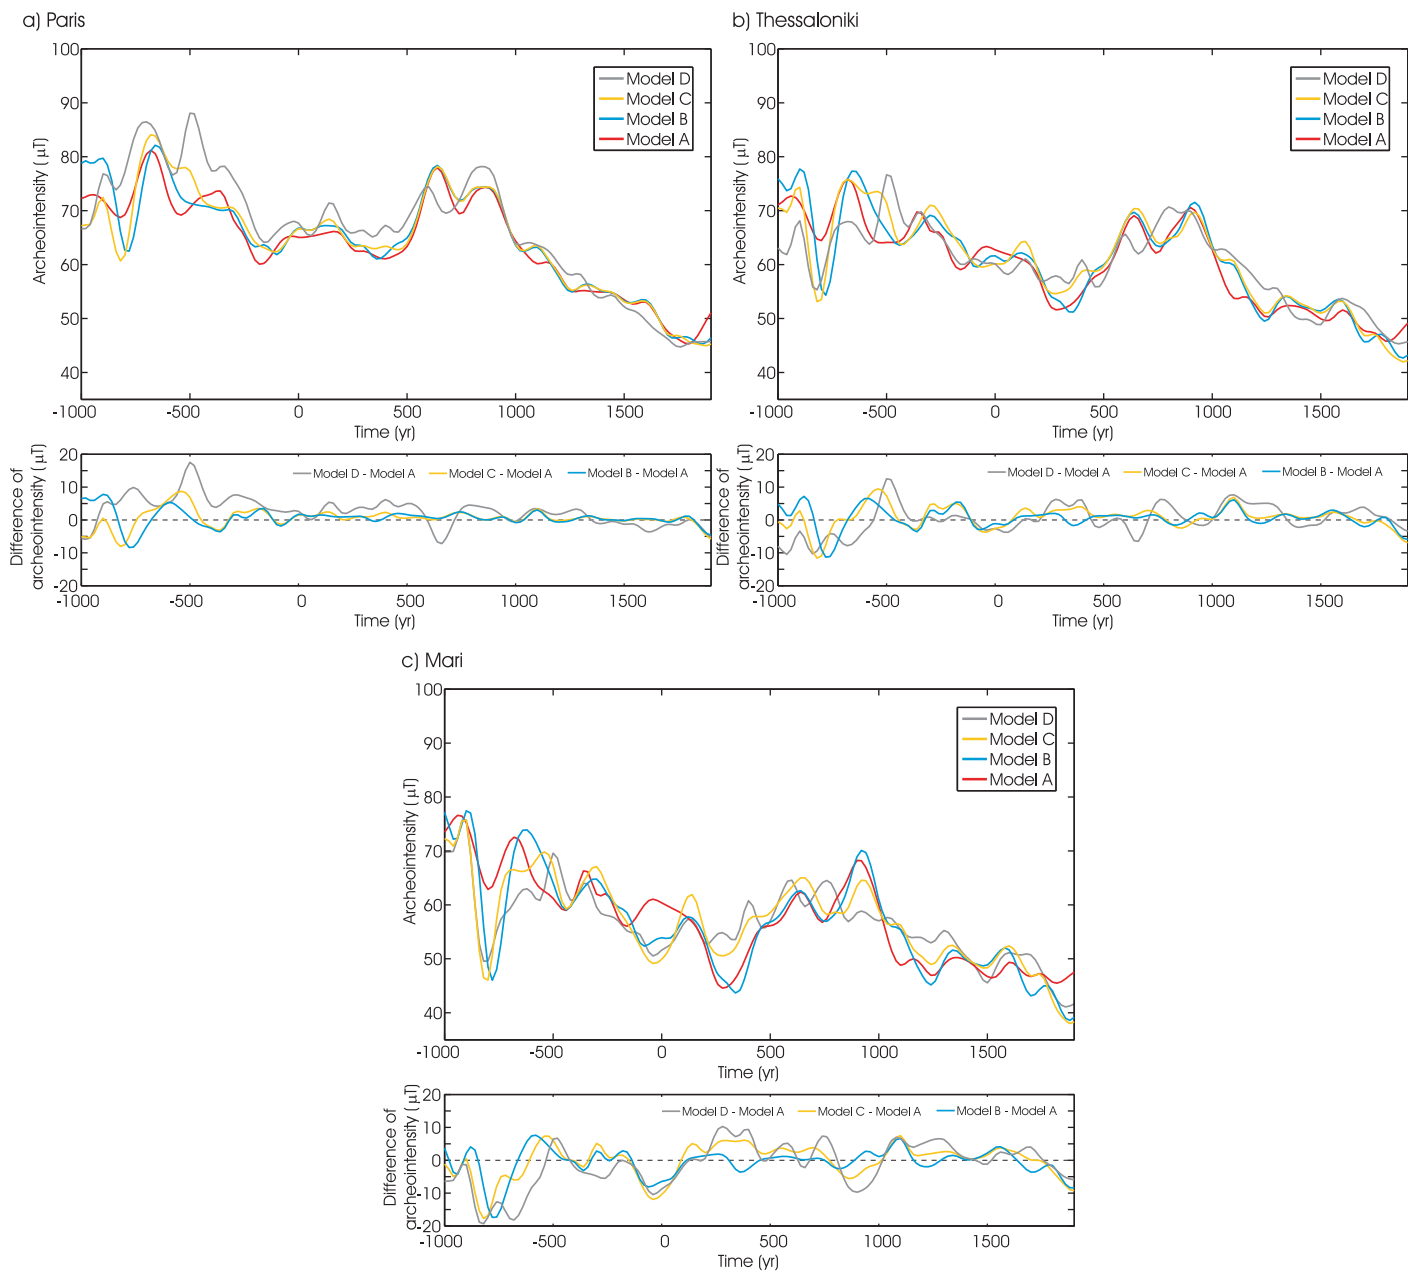 a) Paris
100
90
80
70
60
50
40
Archeointensity (μT)
Model D
Model C
Model B
Model A
-1000 -500 0 500 1000 1500
Time (yr)
20
10
0
-10
-20
Difference of
archeointensity (μT)
Model D - Model A Model C - Model A Model B - Model A
-1000 -500 0 500 1000 1500
Time (yr)
b) Thessaloniki
100
90
80
70
60
50
40
Archeointensity (μT)
Model D
Model C
Model B
Model A
-1000 -500 0 500 1000 1500
Time (yr)
20
10
0
-10
-20
Difference of
archeointensity (μT)
Model D - Model A Model C - Model A Model B - Model A
-1000 -500 0 500 1000 1500
Time (yr)
c) Mari
100
90
80
70
60
50
40
Archeointensity (μT)
Model D
Model C
Model B
Model A
-1000 -500 0 500 1000 1500
Time (yr)
20
10
0
-10
-20
Difference of
archeointensity (μT)
Model D - Model A Model C - Model A Model B - Model A
-1000 -500 0 500 1000 1500
Time (yr)